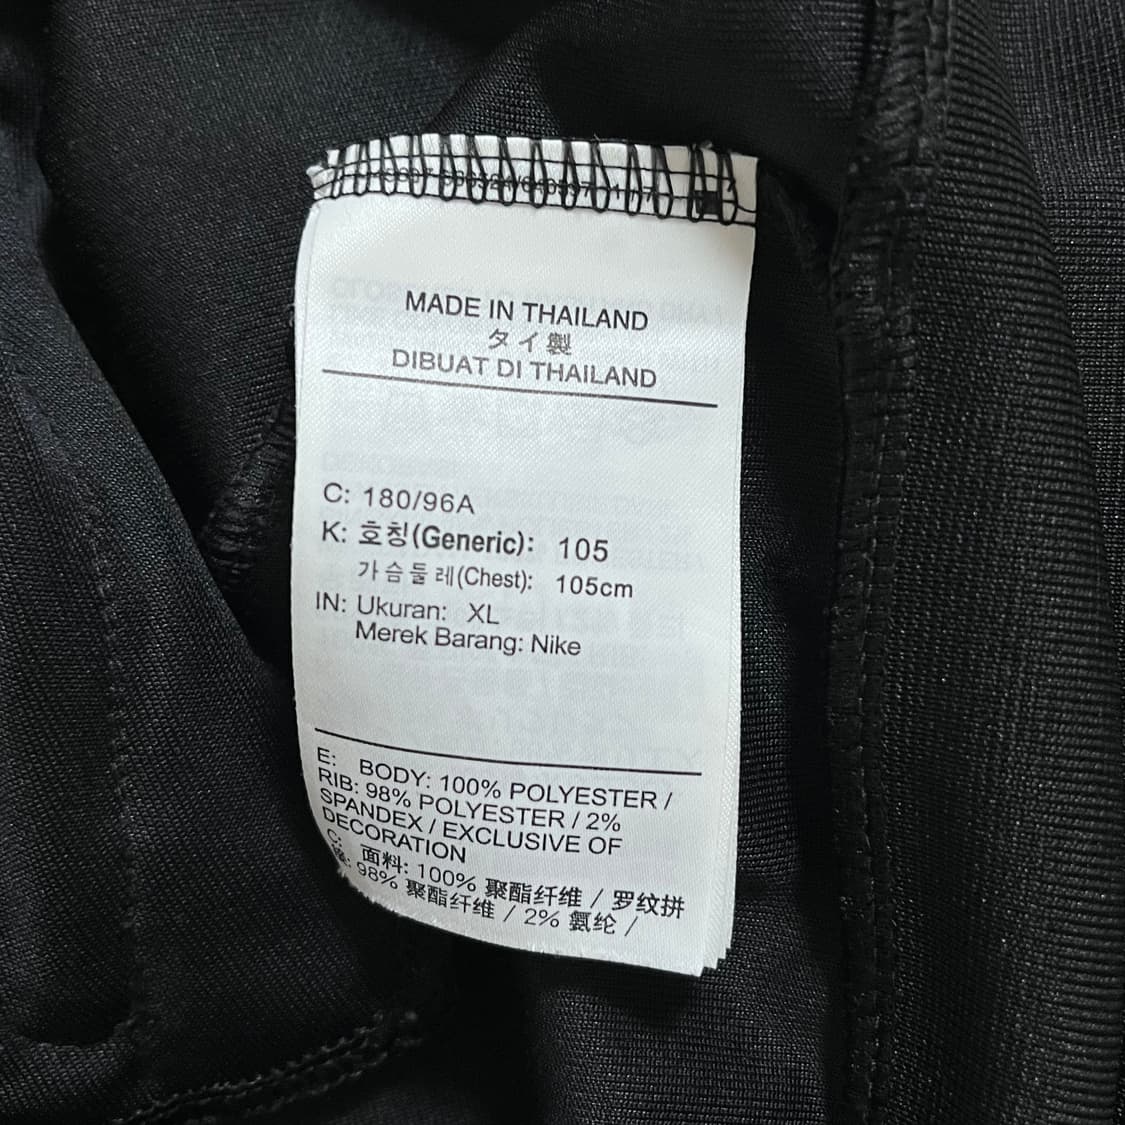 MADE IN THAILAND
タイ製
DIBUAT DI THAILAND
C: 180/96A
K: 호칭(Generic): 105
가슴둘레(Chest): 105cm
IN: Ukuran: XL
Merek Barang: Nike
E: BODY: 100% POLYESTER /
RIB: 98% POLYESTER / 2%
SPANDEX / EXCLUSIVE OF
DECORATION
C: 面料: 100% 聚酯纤维 / 罗纹拼
: 98% 聚酯纤维 / 2% 氨纶 /